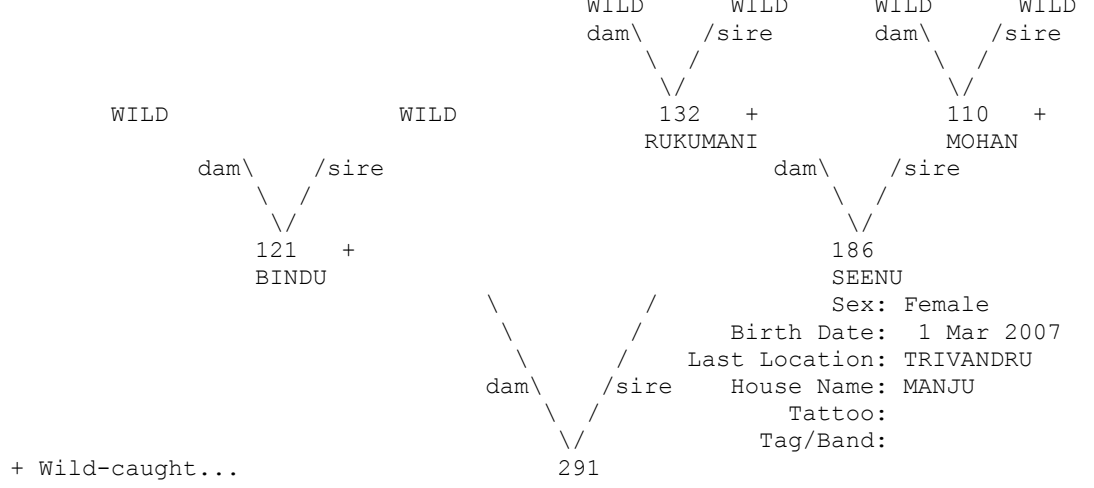 WILD WILD WILD WILD
dam\ /sire dam\ /sire
\ / \ /
\/ \/
WILD WILD 132 + 110 +
RUKUMANI MOHAN
dam\ /sire dam\ /sire
\ / \ /
\/ \/
121 + 186
BINDU SEENU
\ / Sex: Female
\ / Birth Date: 1 Mar 2007
\ / Last Location: TRIVANDRU
dam\ /sire House Name: MANJU
\ / Tattoo:
\/ Tag/Band:
+ Wild-caught... 291